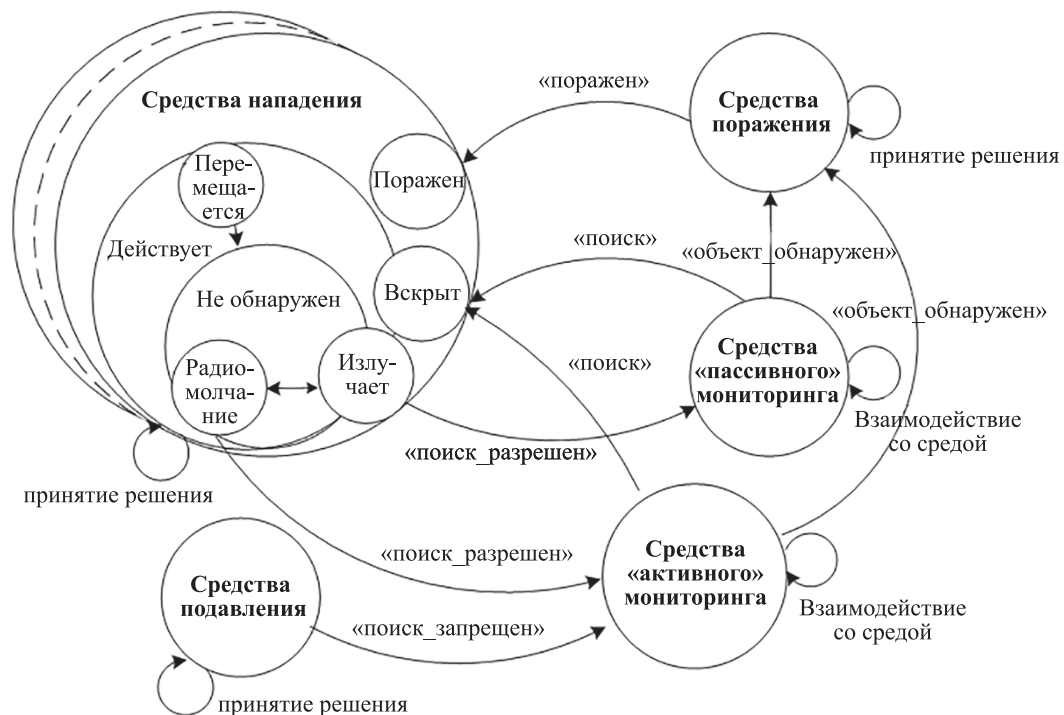 Средства нападения
Пере-
меща-
ется
Действует
Не обнаружен
Радио-
молча-
ние
Излу-
чает
Поражен
Вскрыт
принятие решения
«поражен»
Средства
поражения
принятие решения
«поиск»
«объект_обнаружен»
«объект_обнаружен»
«поиск»
Средства
«пассивного»
мониторинга
Взаимодействие
со средой
«поиск_разрешен»
«поиск_разрешен»
Средства
«активного»
мониторинга
Взаимодействие
со средой
Средства
подавления
«поиск_запрещен»
принятие решения